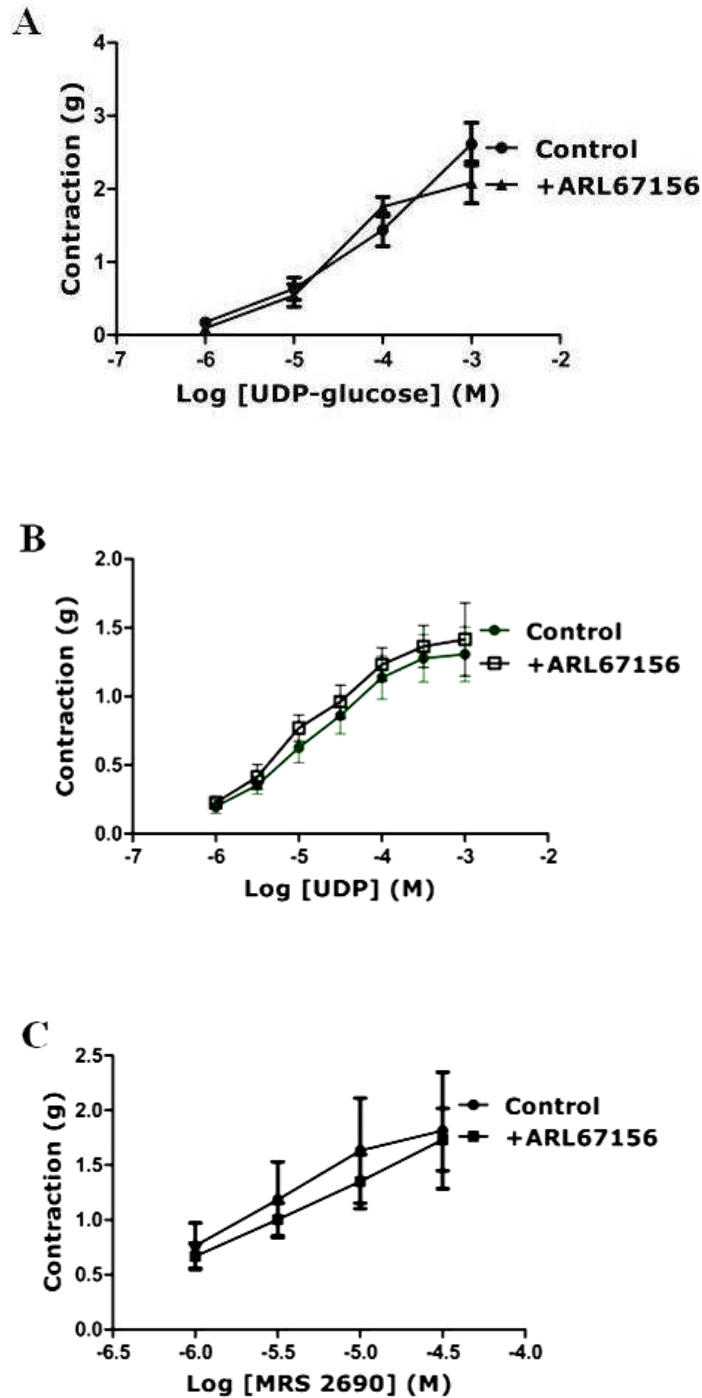 A
4
3
2
1
0
Contraction (g)
-7 -6 -5 -4 -3 -2
Log [UDP-glucose] (M)
Control
+ARL67156
B
2.0
1.5
1.0
0.5
0.0
Contraction (g)
-7 -6 -5 -4 -3 -2
Log [UDP] (M)
Control
+ARL67156
C
2.5
2.0
1.5
1.0
0.5
0.0
Contraction (g)
-6.5 -6.0 -5.5 -5.0 -4.5 -4.0
Log [MRS 2690] (M)
Control
+ARL67156